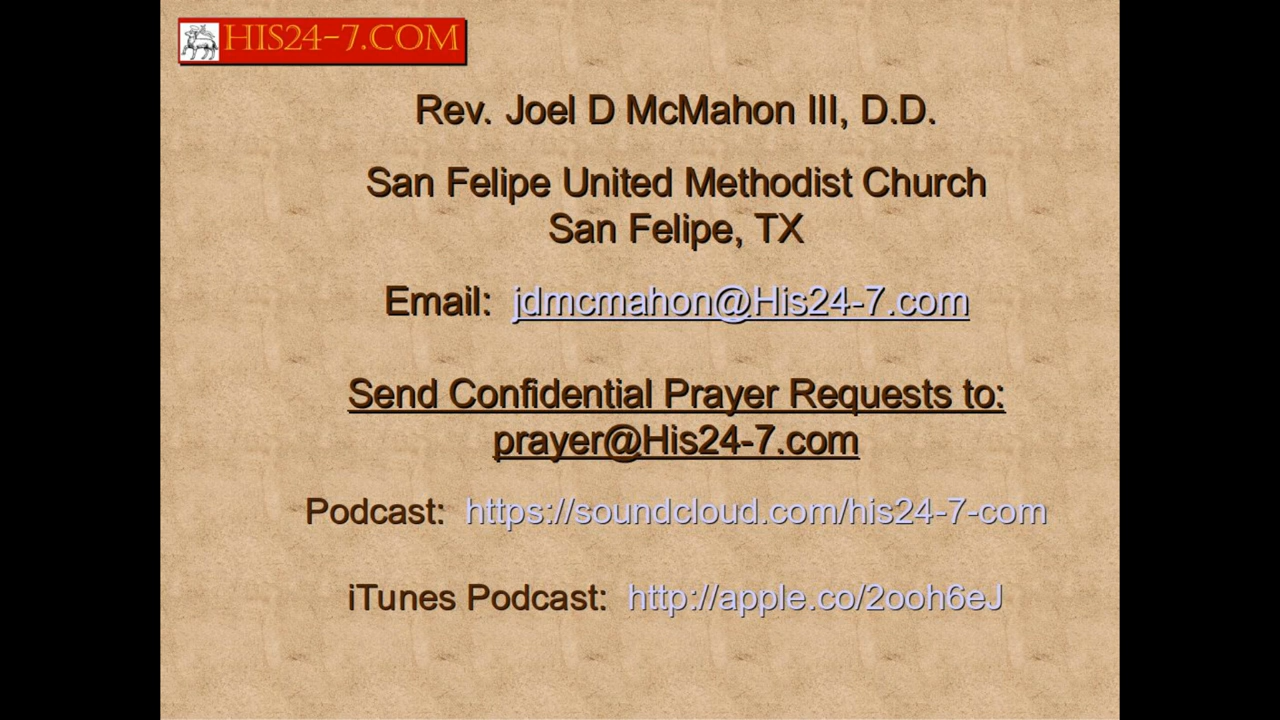 HIS24-7.COM
Rev. Joel D McMahon III, D.D.
San Felipe United Methodist Church
San Felipe, TX
Email: jdmcmahon@His24-7.com
Send Confidential Prayer Requests to:
prayer@His24-7.com
Podcast: https://soundcloud.com/his24-7-com
iTunes Podcast: http://apple.co/2ooh6eJ